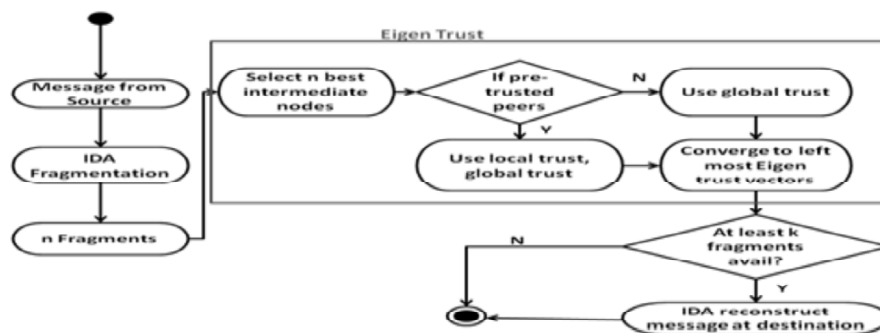 Eigen Trust
Message from
Source
IDA
Fragmentation
n Fragments
Select n best
intermediate
nodes
If pre-
trusted
peers
N
Use global trust
Y
Use local trust,
global trust
Converge to left
most Eigen
trust vectors
At least k
fragments
avail?
N
Y
IDA reconstruct
message at destination